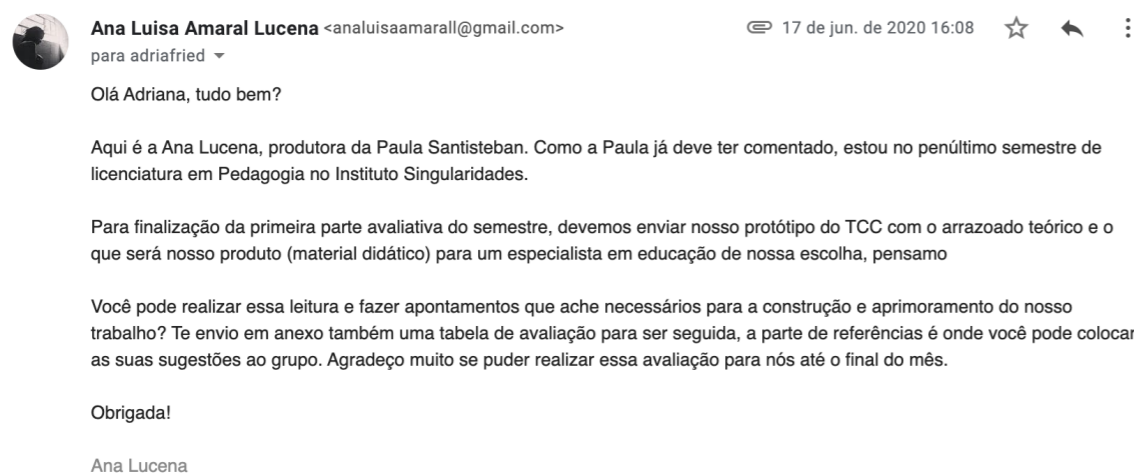 Ana Luisa Amaral Lucena <analuisaamarall@gmail.com> 17 de jun. de 2020 16:08
para adriafried
Olá Adriana, tudo bem?
Aqui é a Ana Lucena, produtora da Paula Santisteban. Como a Paula já deve ter comentado, estou no penúltimo semestre de
licenciatura em Pedagogia no Instituto Singularidades.
Para finalização da primeira parte avaliativa do semestre, devemos enviar nosso protótipo do TCC com o arrazoado teórico e o
que será nosso produto (material didático) para um especialista em educação de nossa escolha, pensamo
Você pode realizar essa leitura e fazer apontamentos que ache necessários para a construção e aprimoramento do nosso
trabalho? Te envio em anexo também uma tabela de avaliação para ser seguida, a parte de referências é onde você pode colocar
as suas sugestões ao grupo. Agradeço muito se puder realizar essa avaliação para nós até o final do mês.
Obrigada!
Ana Lucena